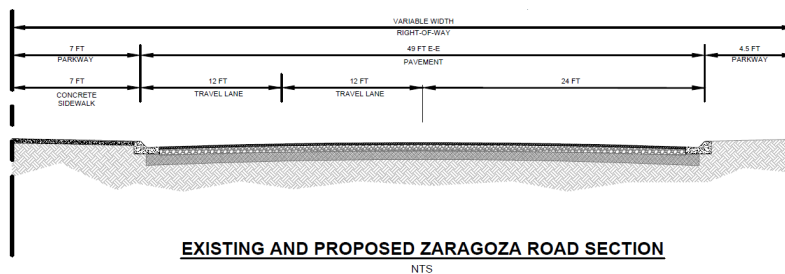 VARIABLE WIDTH
RIGHT-OF-WAY
7 FT
PARKWAY
49 FT E-E
PAVEMENT
4.5 FT
PARKWAY
7 FT
CONCRETE
SIDEWALK
12 FT
TRAVEL LANE
12 FT
TRAVEL LANE
24 FT
EXISTING AND PROPOSED ZARAGOZA ROAD SECTION
NTS